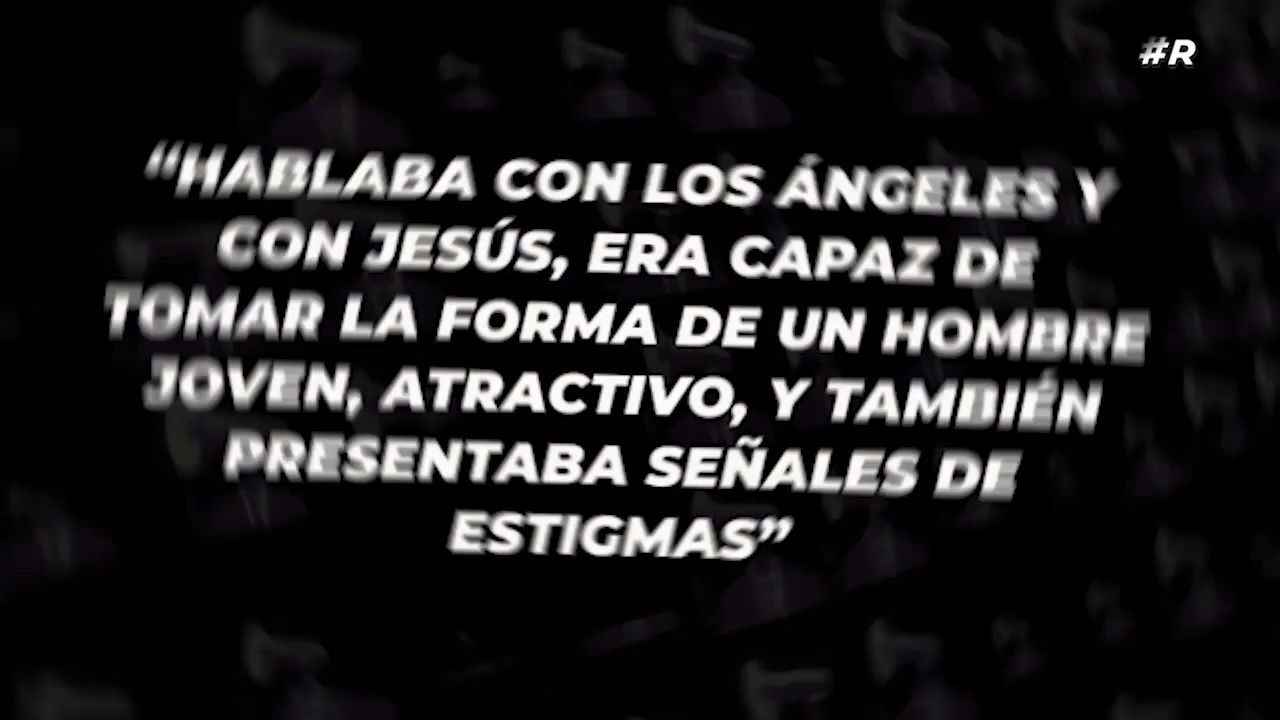 #R
“HABLABA CON LOS ÁNGELES Y
CON JESÚS, ERA CAPAZ DE
TOMAR LA FORMA DE UN HOMBRE
JOVEN, ATRACTIVO, Y TAMBIÉN
PRESENTABA SEÑALES DE
ESTIGMAS”